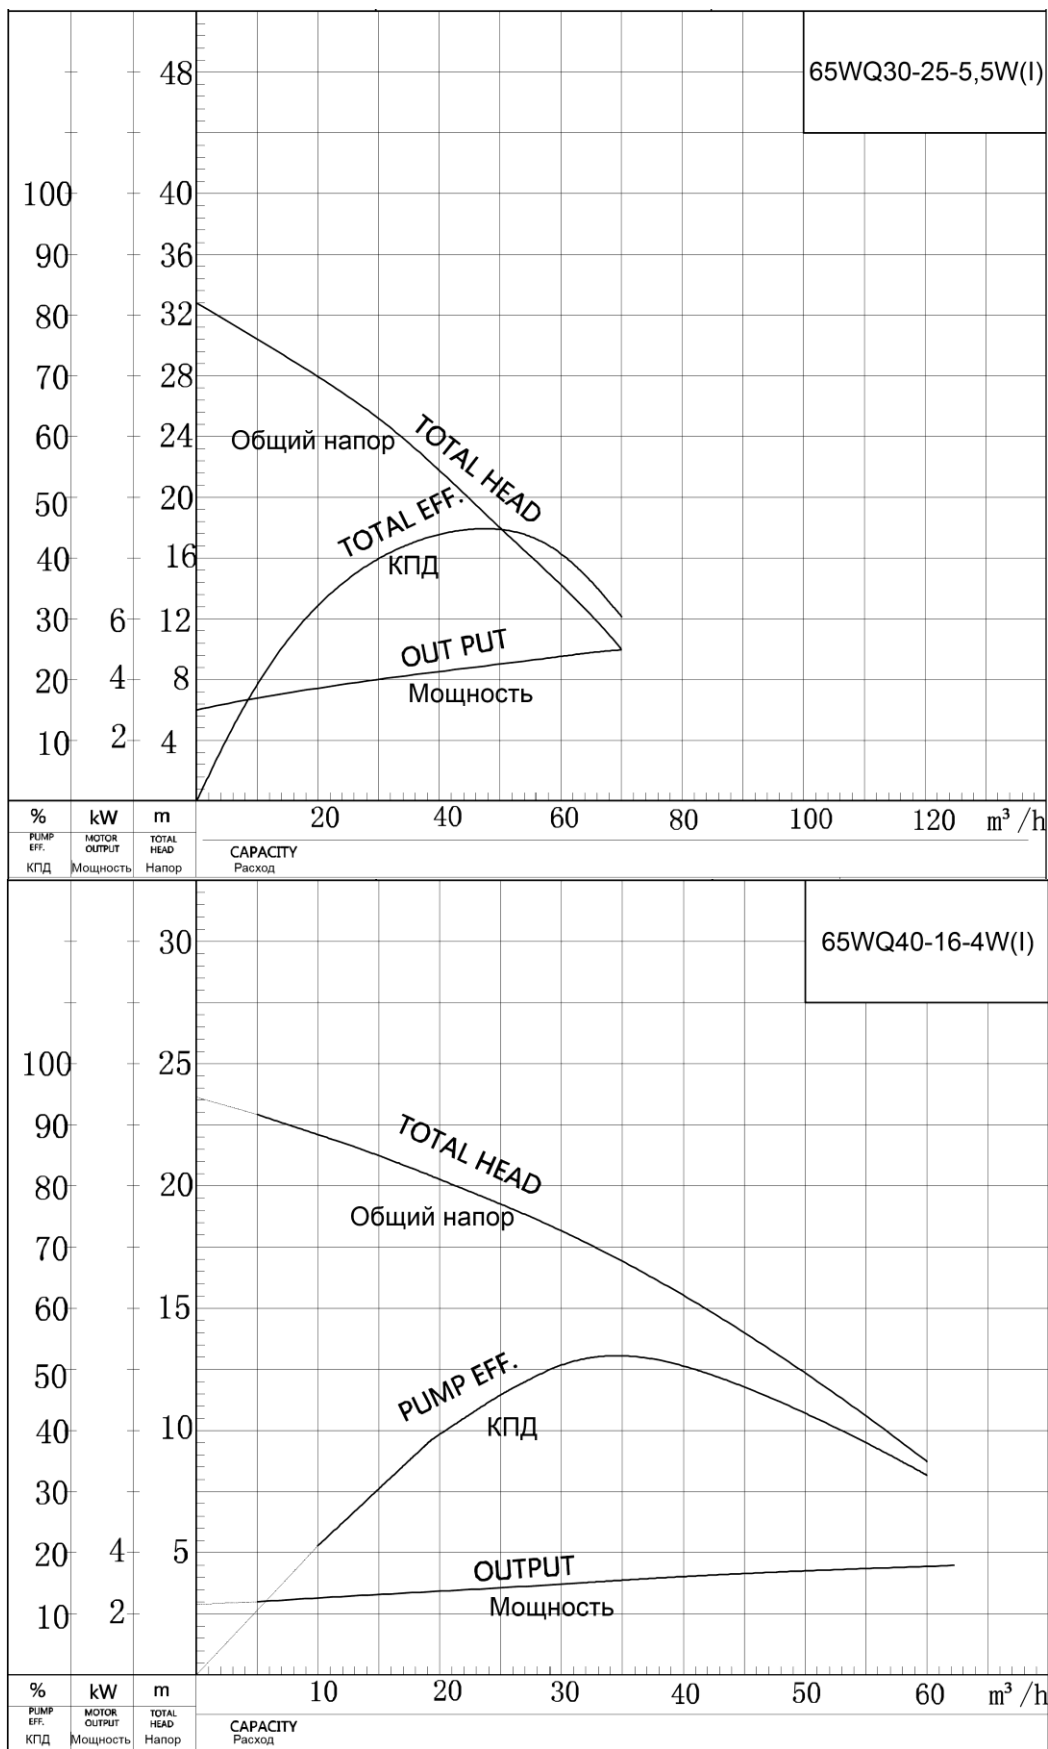 65WQ30-25-5,5W(I)
48
100 40
90 36
80 32
70 28
60 24
Общий напор
TOTAL HEAD
50 20
TOTAL EFF.
40 16
КПД
30 6 12
OUT PUT
20 4 8
Мощность
10 2 4
% kW m 20 40 60 80 100 120 m³/h
PUMP EFF. MOTOR OUTPUT TOTAL HEAD
CAPACITY
КПД Мощность Напор Расход
65WQ40-16-4W(I)
30
100 25
90
TOTAL HEAD
80 20
Общий напор
70
60 15
50
PUMP EFF.
40 10
КПД
30
20 4 5
OUTPUT
10 2
Мощность
% kW m 10 20 30 40 50 60 m³/h
PUMP EFF. MOTOR OUTPUT TOTAL HEAD
CAPACITY
КПД Мощность Напор Расход